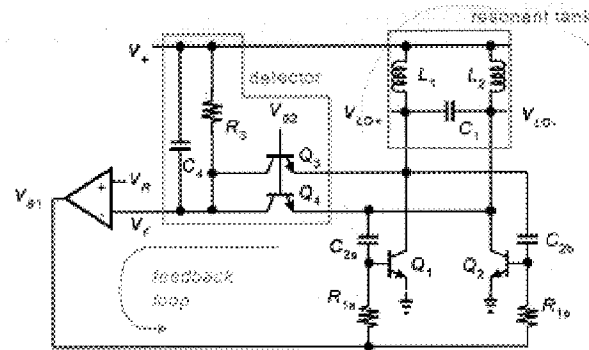 resonant tank
V+
detector
L1
L2
VB2
VLO+
VLO-
C1
R3
Q3
C4
Q4
VB1
VR
Vf
C2a
Q1
Q2
C2b
feedback
loop
R1a
R1b